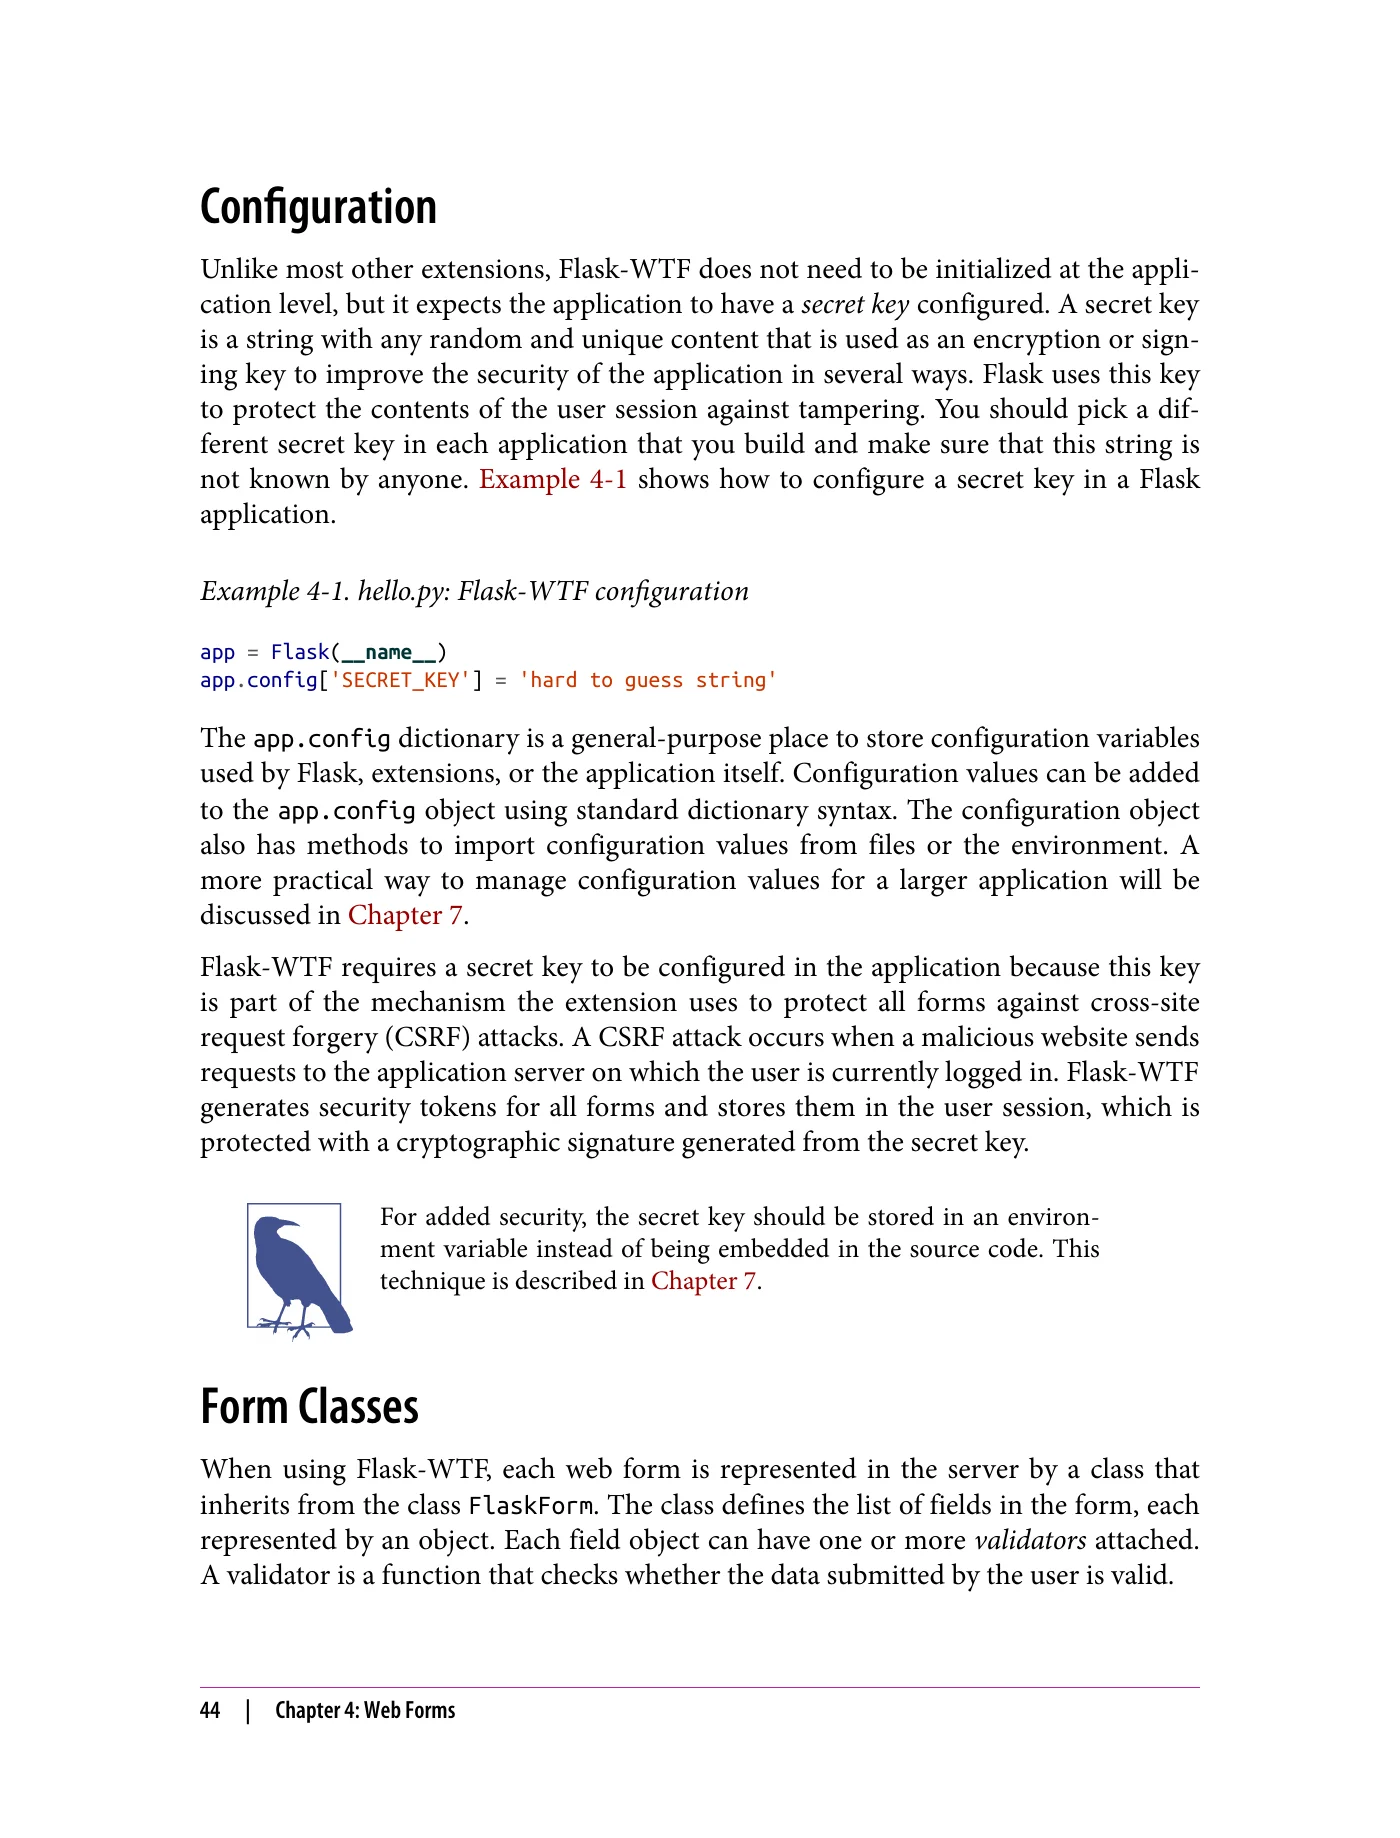 Configuration
Unlike most other extensions, Flask-WTF does not need to be initialized at the appli-
cation level, but it expects the application to have a secret key configured. A secret key
is a string with any random and unique content that is used as an encryption or sign-
ing key to improve the security of the application in several ways. Flask uses this key
to protect the contents of the user session against tampering. You should pick a dif-
ferent secret key in each application that you build and make sure that this string is
not known by anyone. Example 4-1 shows how to configure a secret key in a Flask
application.
Example 4-1. hello.py: Flask-WTF configuration
app = Flask(__name__)
app.config['SECRET_KEY'] = 'hard to guess string'
The app.config dictionary is a general-purpose place to store configuration variables
used by Flask, extensions, or the application itself. Configuration values can be added
to the app.config object using standard dictionary syntax. The configuration object
also has methods to import configuration values from files or the environment. A
more practical way to manage configuration values for a larger application will be
discussed in Chapter 7.
Flask-WTF requires a secret key to be configured in the application because this key
is part of the mechanism the extension uses to protect all forms against cross-site
request forgery (CSRF) attacks. A CSRF attack occurs when a malicious website sends
requests to the application server on which the user is currently logged in. Flask-WTF
generates security tokens for all forms and stores them in the user session, which is
protected with a cryptographic signature generated from the secret key.
For added security, the secret key should be stored in an environ-
ment variable instead of being embedded in the source code. This
technique is described in Chapter 7.
Form Classes
When using Flask-WTF, each web form is represented in the server by a class that
inherits from the class FlaskForm. The class defines the list of fields in the form, each
represented by an object. Each field object can have one or more validators attached.
A validator is a function that checks whether the data submitted by the user is valid.
44 | Chapter 4: Web Forms